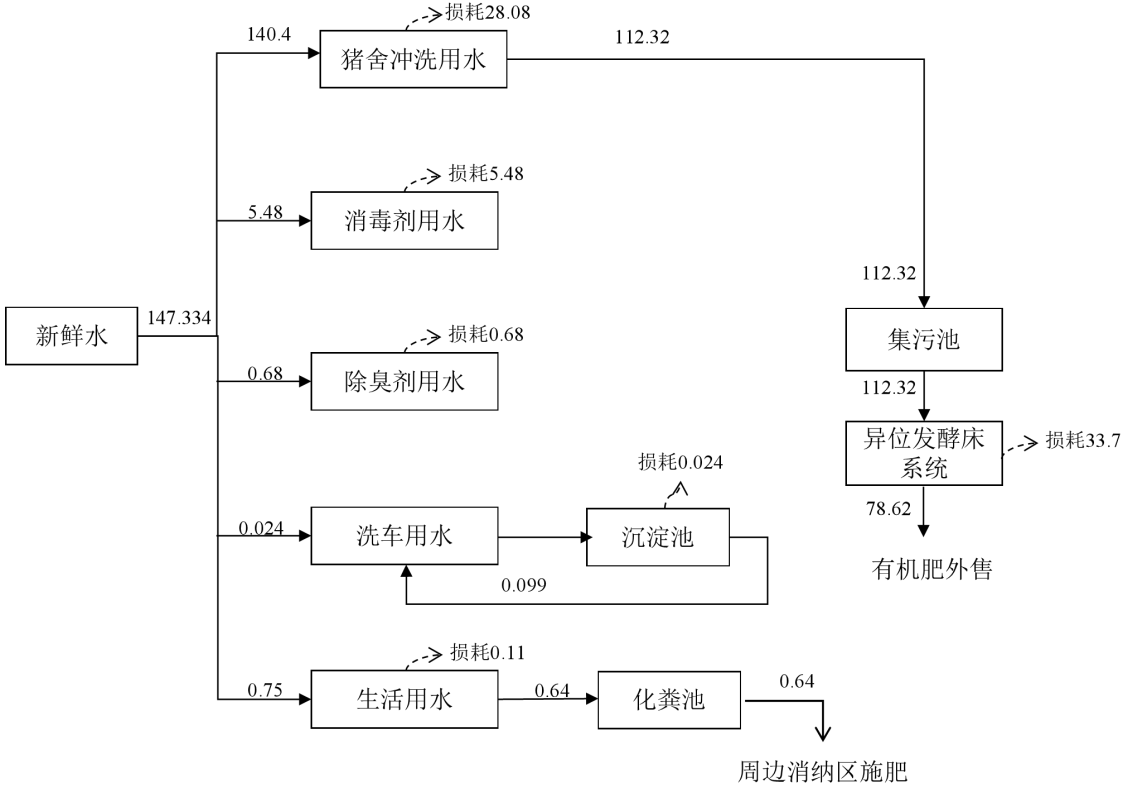 损耗28.08
140.4
猪舍冲洗用水
112.32
损耗5.48
5.48
消毒剂用水
112.32
新鲜水
147.334
集污池
损耗0.68
0.68
除臭剂用水
112.32
异位发酵床
系统
损耗33.7
损耗0.024
78.62
0.024
洗车用水
沉淀池
有机肥外售
0.099
损耗0.11
0.75
生活用水
0.64
化粪池
0.64
周边消纳区施肥